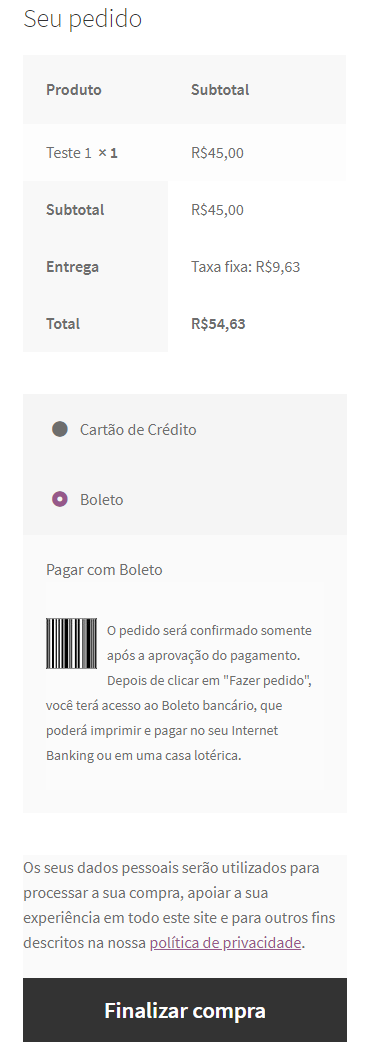 Seu pedido
Produto Subtotal
Teste 1 × 1 R$45,00
Subtotal R$45,00
Entrega Taxa fixa: R$9,63
Total R$54,63
Cartão de Crédito
Boleto
Pagar com Boleto
O pedido será confirmado somente
após a aprovação do pagamento.
Depois de clicar em "Fazer pedido",
você terá acesso ao Boleto bancário, que
poderá imprimir e pagar no seu Internet
Banking ou em uma casa lotérica.
Os seus dados pessoais serão utilizados para
processar a sua compra, apoiar a sua
experiência em todo este site e para outros fins
descritos na nossa política de privacidade.
Finalizar compra